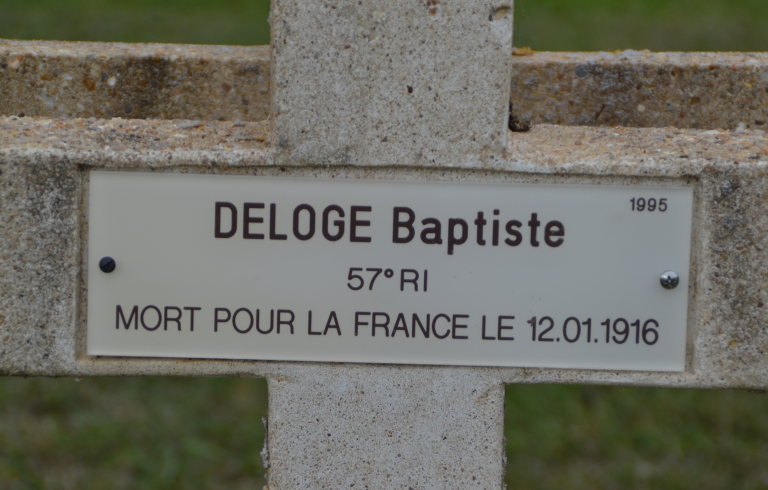 1995
DELOGE Baptiste
57° RI
MORT POUR LA FRANCE LE 12.01.1916